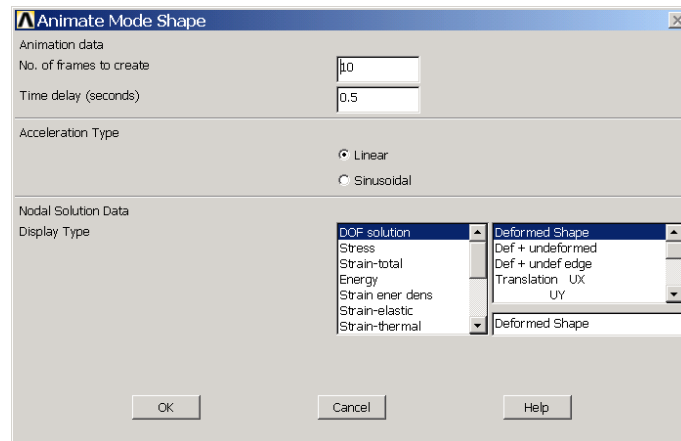 Animate Mode Shape
Animation data
No. of frames to create
10
Time delay (seconds)
0.5
Acceleration Type
Linear
Sinusoidal
Nodal Solution Data
Display Type
DOF solution
Stress
Strain-total
Energy
Strain ener dens
Strain-elastic
Strain-thermal
Deformed Shape
Def + undeformed
Def + undef edge
Translation UX
UY
Deformed Shape
OK
Cancel
Help